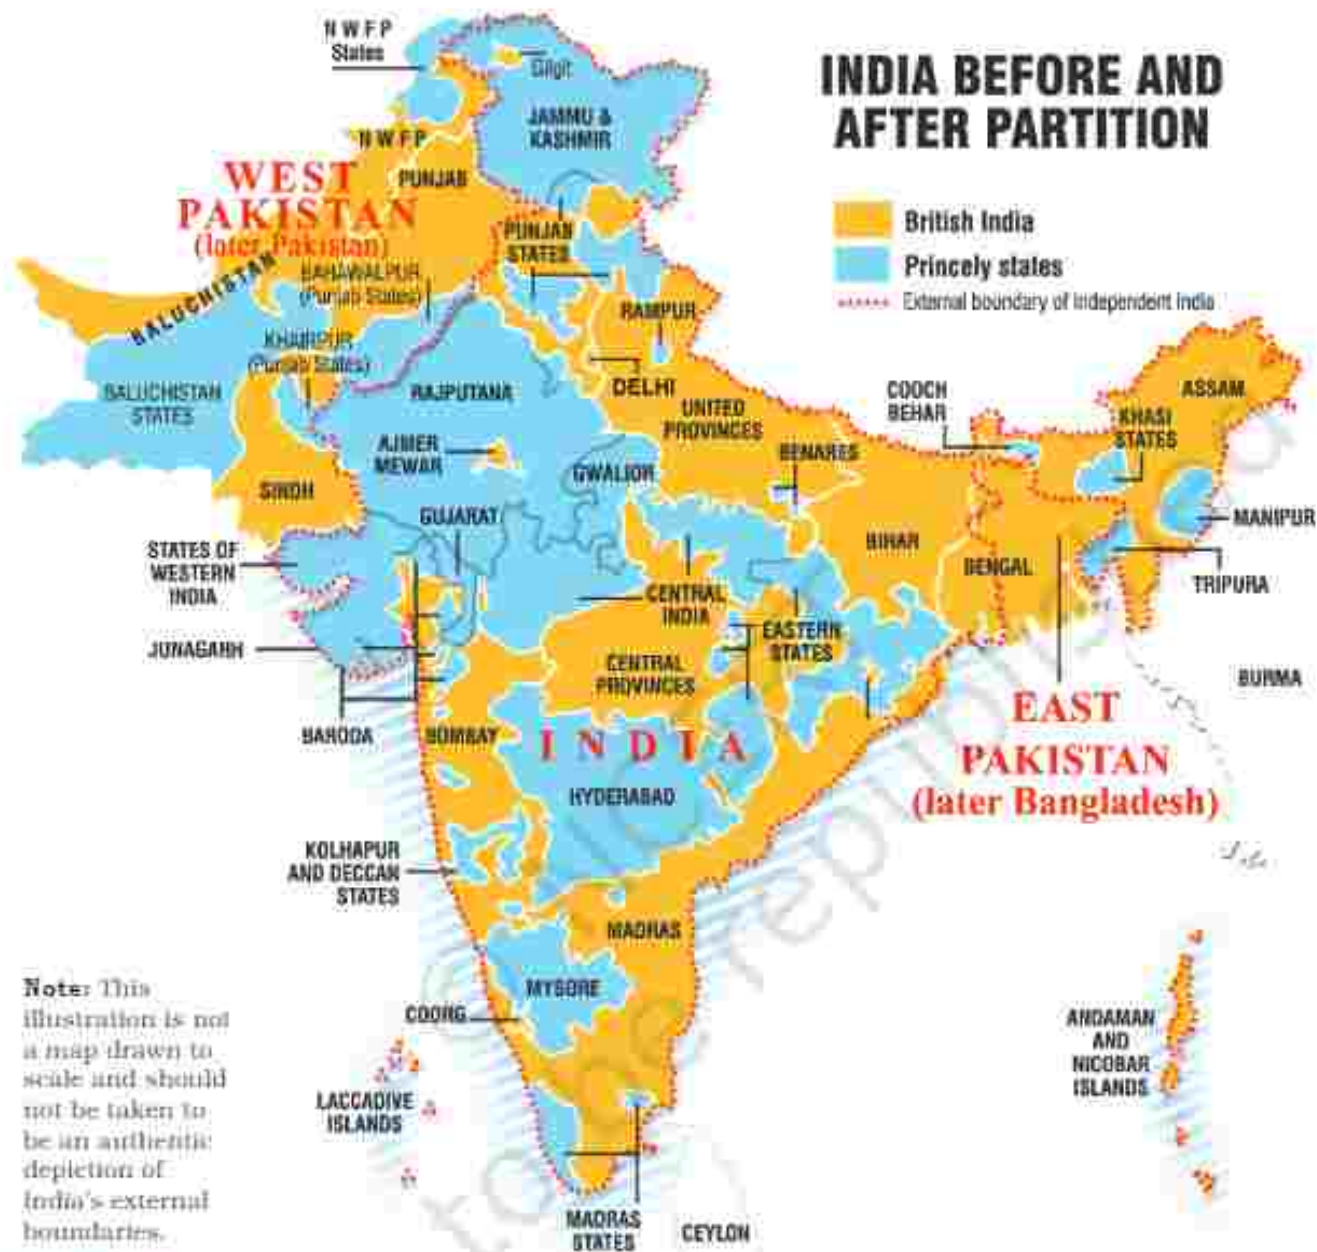 INDIA BEFORE AND
AFTER PARTITION
British India
Princely states
External boundary of Independent India
N W F P
States
Gilgit
JAMMU &
KASHMIR
N W F P
WEST
PAKISTAN
(later Pakistan)
PUNJAB
PUNJAB
STATES
BALUCHISTAN
BAHAWALPUR
(Punjab States)
RAMPUR
KHAIRPUR
(Punjab States)
BALUCHISTAN
STATES
RAJPUTANA
DELHI
UNITED
PROVINCES
COOCH
BEHAR
ASSAM
KHASI
STATES
AJMER
MEWAR
GWALIOR
BENARES
SINDH
GUJARAT
BIHAR
BENGAL
MANIPUR
TRIPURA
STATES OF
WESTERN
INDIA
CENTRAL
INDIA
EASTERN
STATES
JUNAGARH
CENTRAL
PROVINCES
BURMA
BARODA
BOMBAY
INDIA
EAST
PAKISTAN
(later Bangladesh)
HYDERABAD
KOLHAPUR
AND DECCAN
STATES
MADRAS
MYSORE
COORG
ANDAMAN
AND
NICOBAR
ISLANDS
LACCADIVE
ISLANDS
MADRAS
STATES
CEYLON
Note: This
illustration is not
a map drawn to
scale and should
not be taken to
be an authentic
depiction of
India's external
boundaries.
to be republished